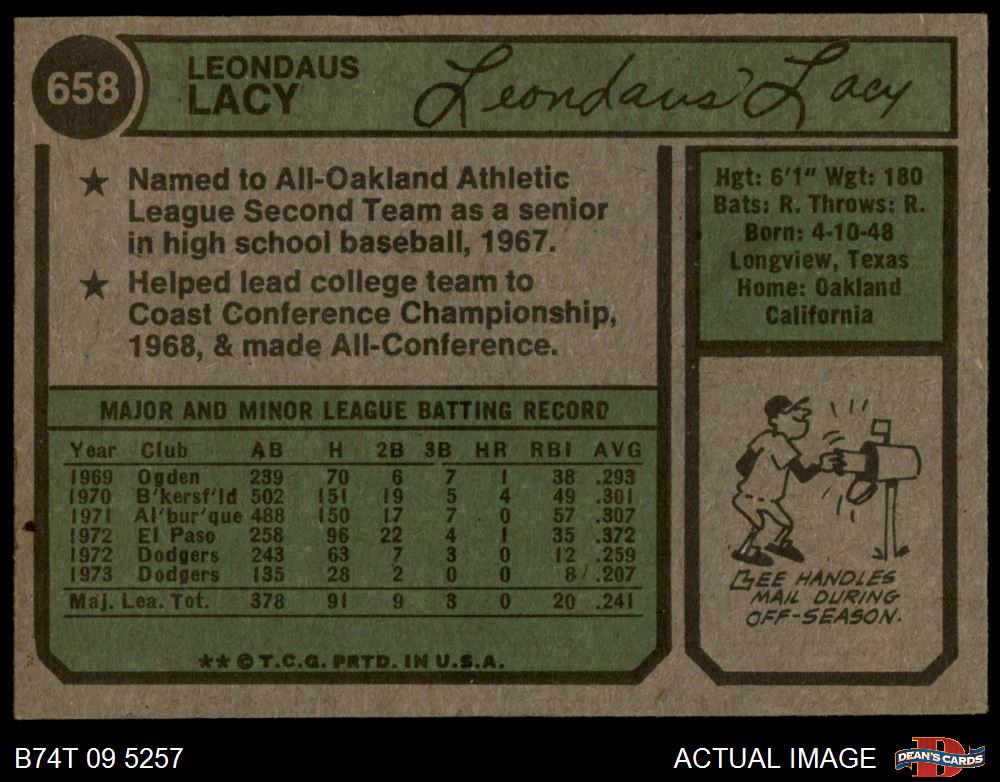 658
LEONDAUS
LACY
Leondaus Lacy
★ Named to All-Oakland Athletic
League Second Team as a senior
in high school baseball, 1967.
★ Helped lead college team to
Coast Conference Championship,
1968, & made All-Conference.
Hgt: 6'1" Wgt: 180
Bats: R. Throws: R.
Born: 4-10-48
Longview, Texas
Home: Oakland
California
MAJOR AND MINOR LEAGUE BATTING RECORD
Year Club AB H 2B 3B HR RBI AVG
1969 Ogden 239 70 6 7 1 38 .293
1970 B'kersf'ld 502 151 19 5 4 49 .301
1971 Al'bur'que 488 150 17 7 0 57 .307
1972 El Paso 258 96 22 4 1 35 .372
1972 Dodgers 243 63 7 3 0 12 .259
1973 Dodgers 135 28 2 0 0 8 .207
Maj. Lea. Tot. 378 91 9 3 0 20 .241
** © T.C.G. PRTD. IN U.S.A.
LEE HANDLES
MAIL DURING
OFF-SEASON.
B74T 09 5257
ACTUAL IMAGE
D
DEAN'S CARDS